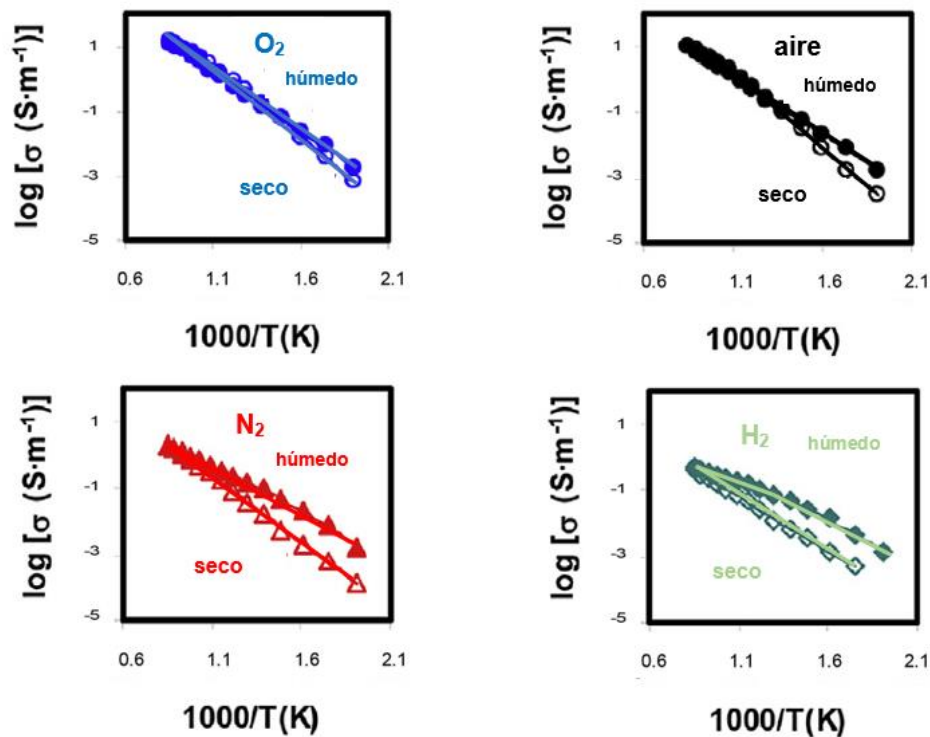 log [σ (S·m⁻¹)]
1
-1
-3
-5
O₂
húmedo
seco
0.6 1.1 1.6 2.1
1000/T(K)
log [σ (S·m⁻¹)]
1
-1
-3
-5
aire
húmedo
seco
0.6 1.1 1.6 2.1
1000/T(K)
log [σ (S·m⁻¹)]
1
-1
-3
-5
N₂
húmedo
seco
0.6 1.1 1.6 2.1
1000/T(K)
log [σ (S·m⁻¹)]
1
-1
-3
-5
H₂
húmedo
seco
0.6 1.1 1.6 2.1
1000/T(K)